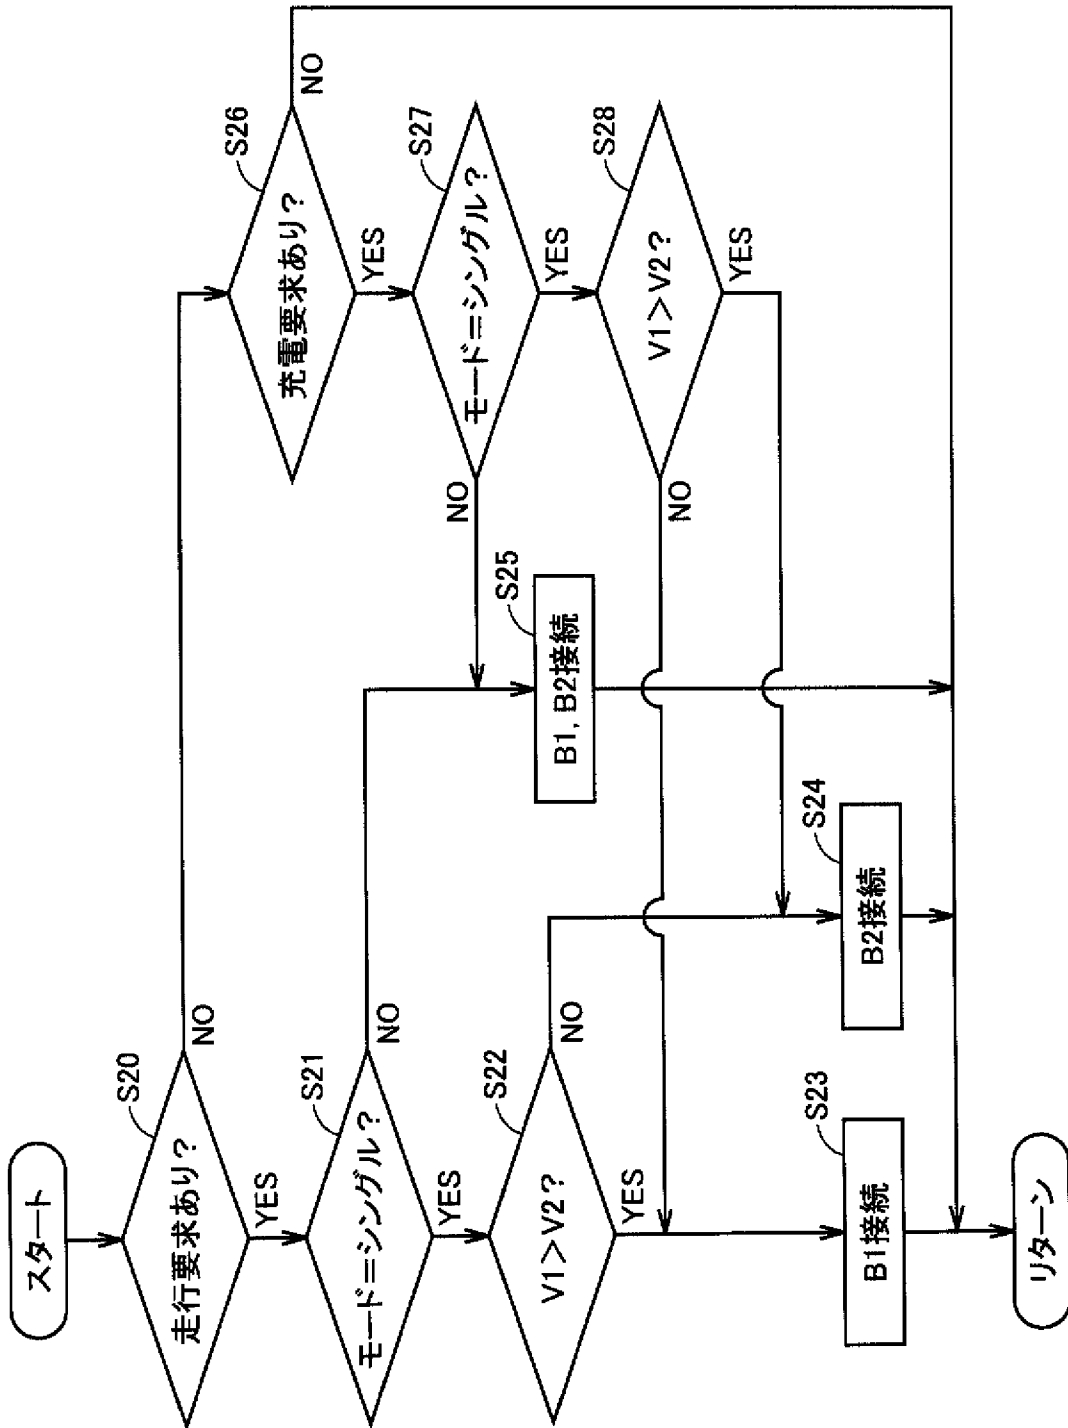 スタート
S20
走行要求あり?
NO
YES
S21
モード=シングル?
NO
YES
S22
V1>V2?
NO
YES
S23
B1接続
S24
B2接続
S25
B1, B2接続
S26
充電要求あり?
NO
YES
S27
モード=シングル?
NO
YES
S28
V1>V2?
NO
YES
リターン